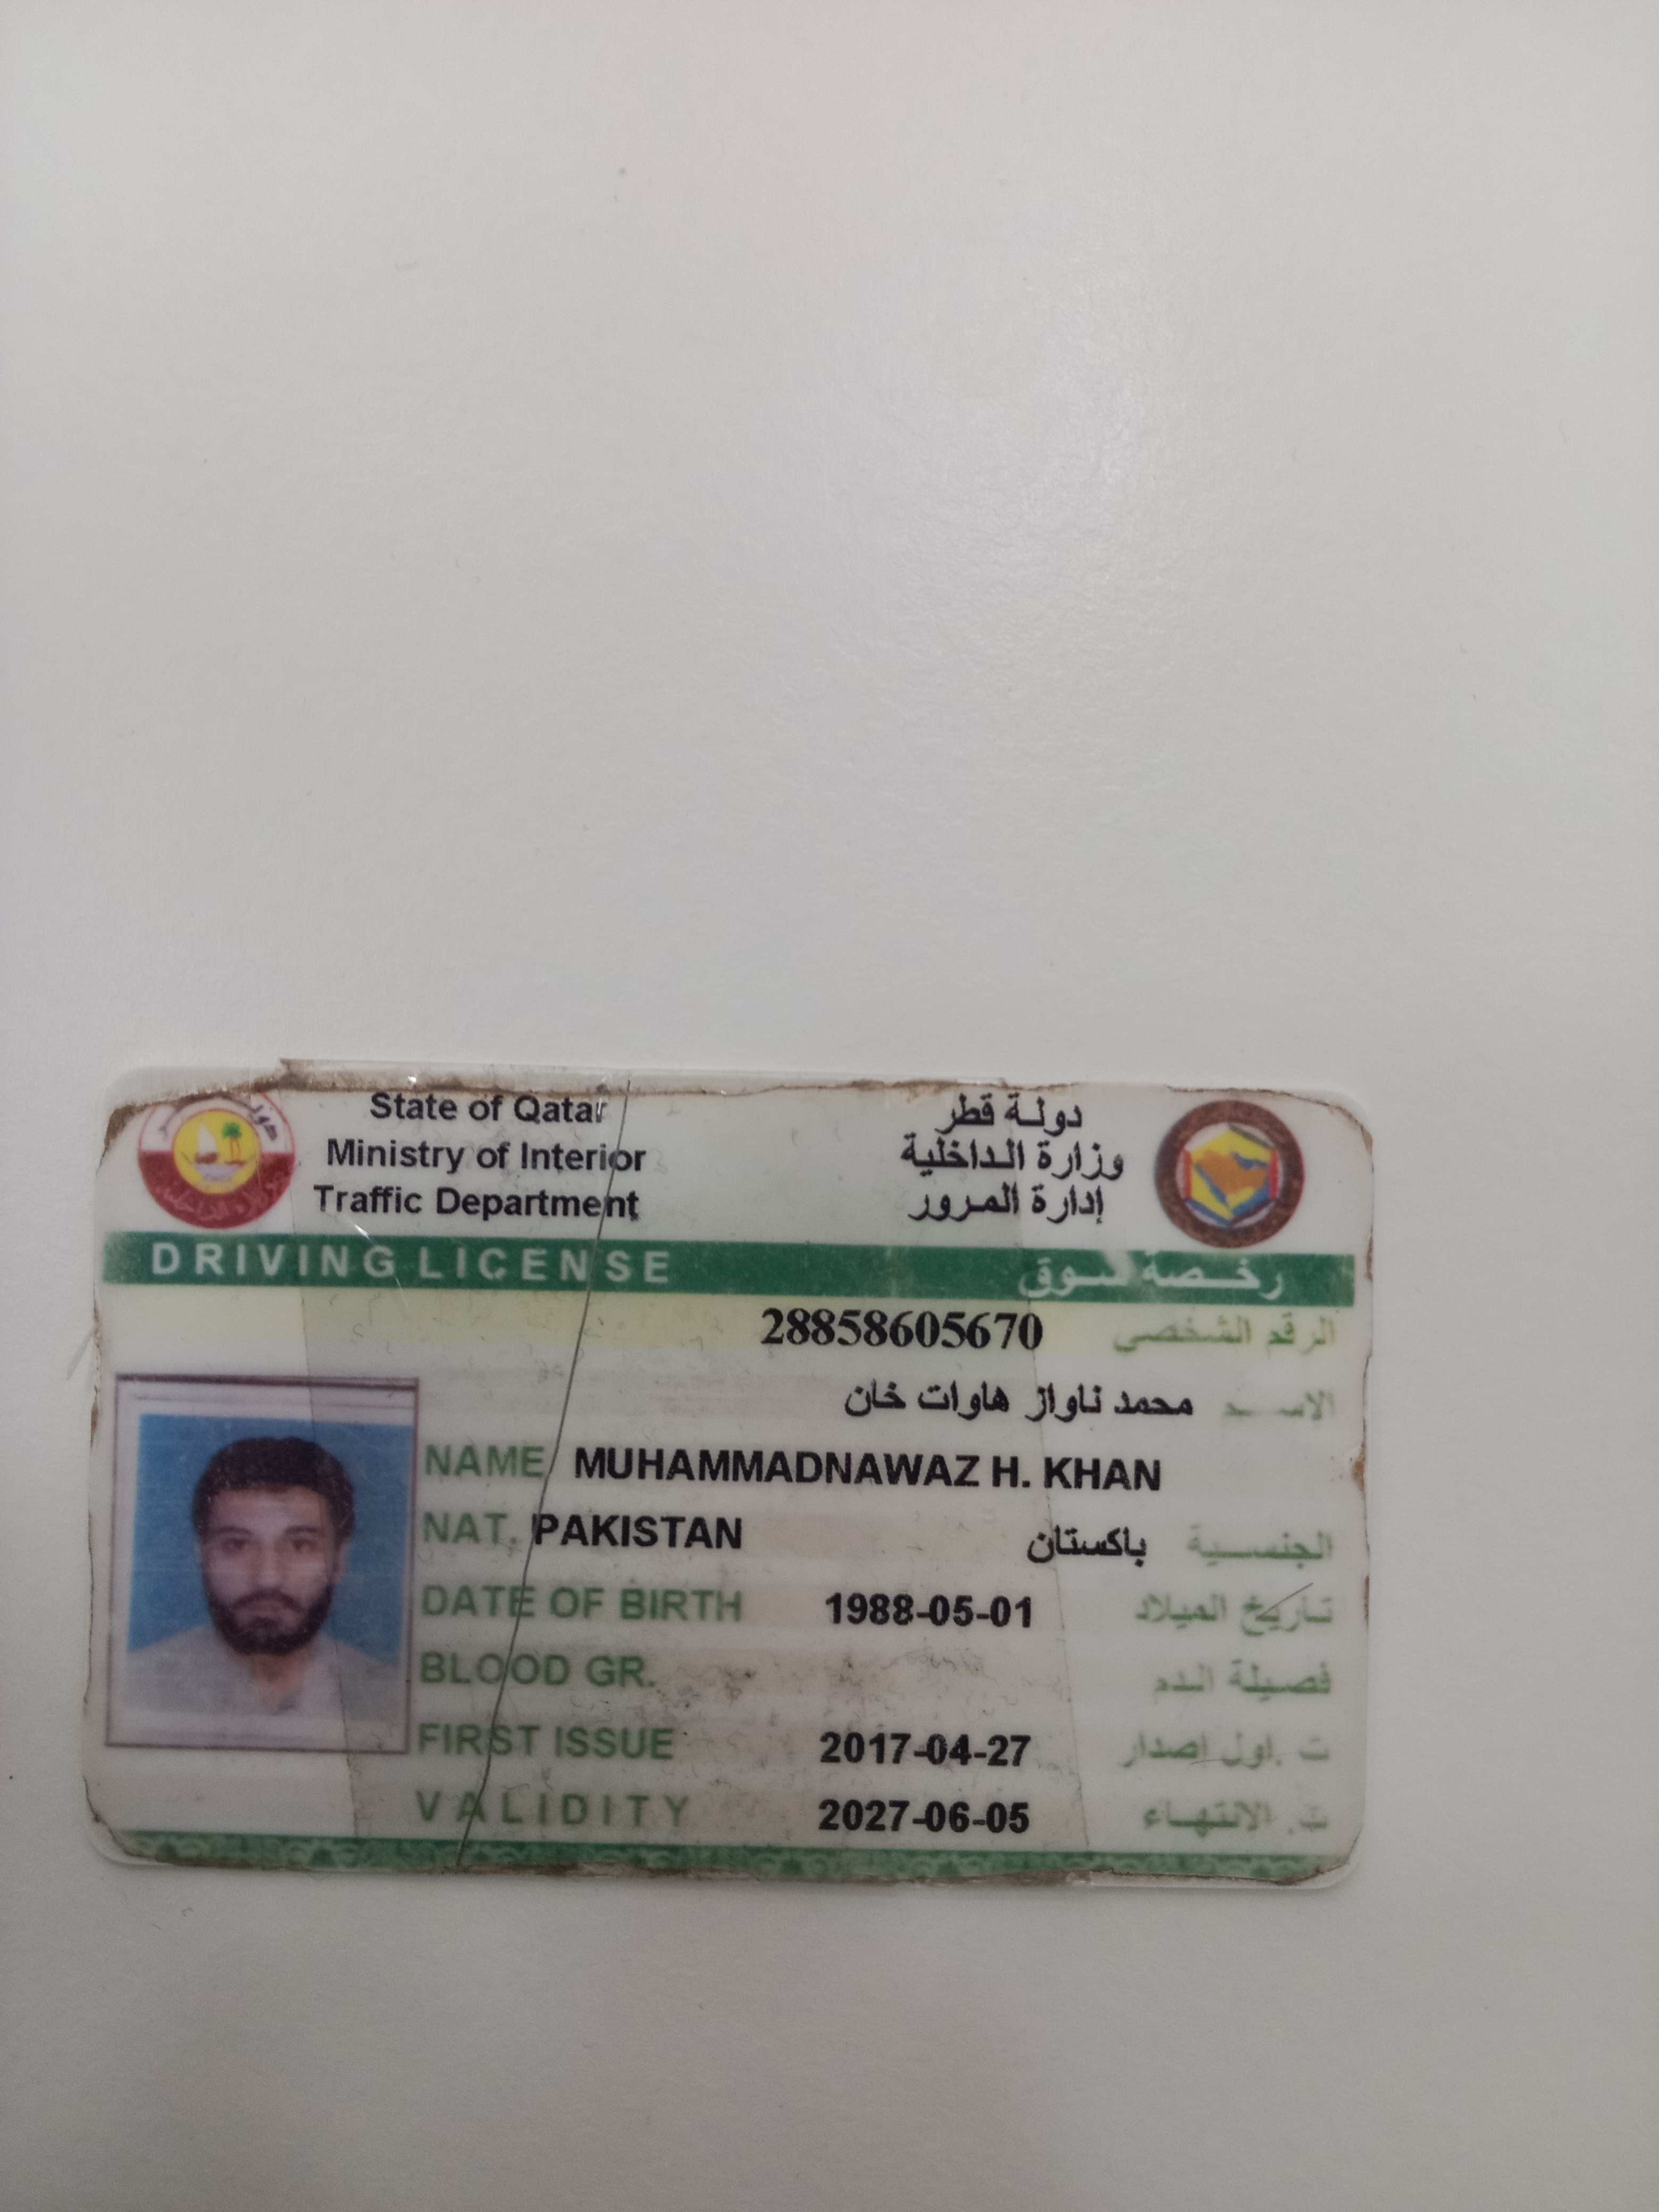 State of Qatar
دولة قطر
Ministry of Interior
وزارة الداخلية
Traffic Department
إدارة المرور
DRIVING LICENSE
رخصة سوق
28858605670 الرقم الشخصي
محمد ناواز هاوات خان الاسم
NAME MUHAMMADNAWAZ H. KHAN
NAT. PAKISTAN
باكستان الجنسية
DATE OF BIRTH 1988-05-01 تاريخ الميلاد
BLOOD GR. فصيلة الدم
FIRST ISSUE 2017-04-27 ت .اول اصدار
VALIDITY 2027-06-05 ت. الانتهاء